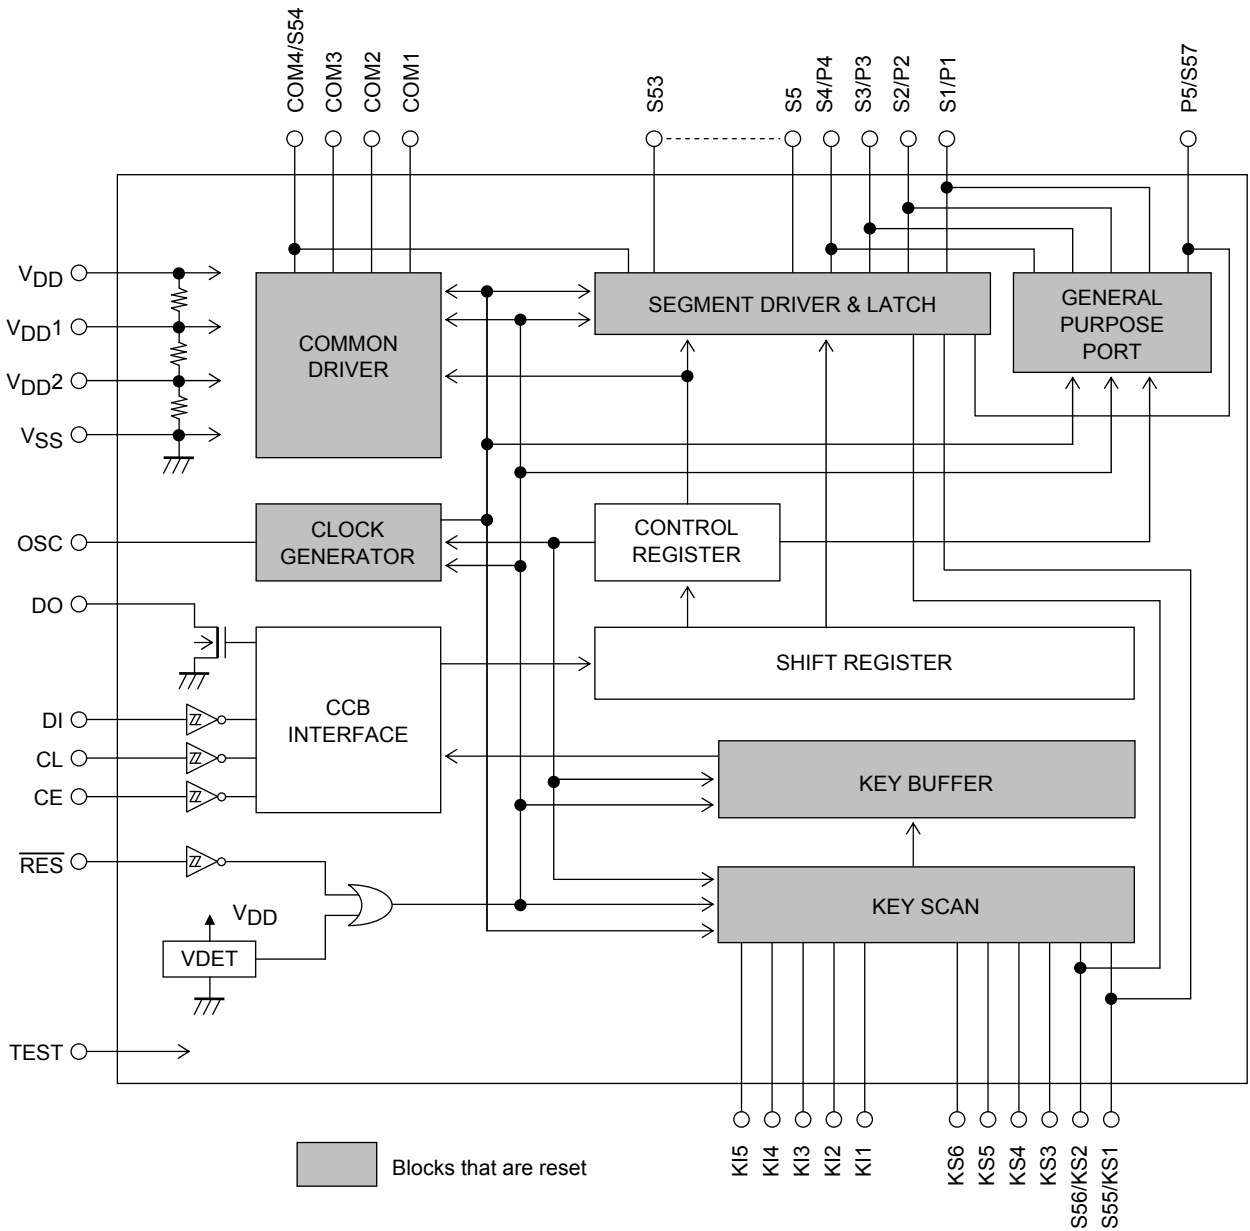 COM4/S54
COM3
COM2
COM1
S53
S5
S4/P4
S3/P3
S2/P2
S1/P1
P5/S57
VDD
VDD1
VDD2
VSS
COMMON
DRIVER
SEGMENT DRIVER & LATCH
GENERAL
PURPOSE
PORT
OSC
CLOCK
GENERATOR
CONTROL
REGISTER
DO
SHIFT REGISTER
CCB
INTERFACE
DI
CL
CE
KEY BUFFER
RES
KEY SCAN
VDD
VDET
TEST
KI5
KI4
KI3
KI2
KI1
KS6
KS5
KS4
KS3
S56/KS2
S55/KS1
Blocks that are reset